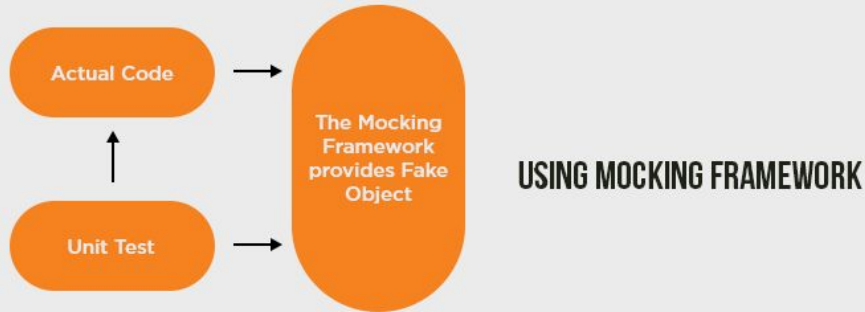 Actual Code
The Mocking
Framework
provides Fake
Object
Unit Test
USING MOCKING FRAMEWORK